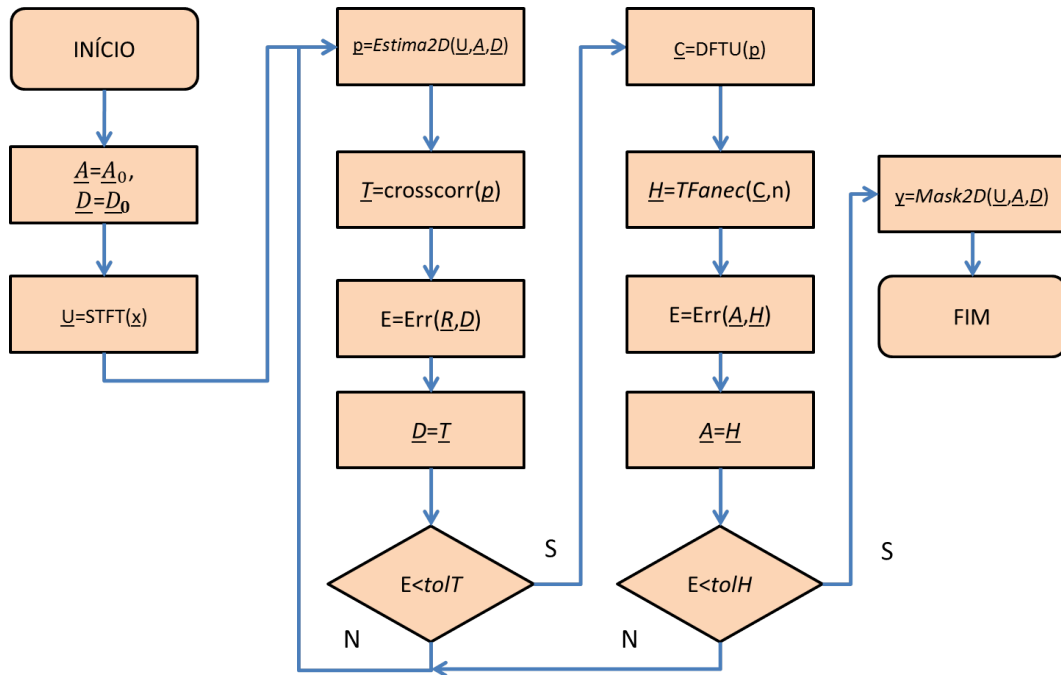 INÍCIO
A=A₀,
D=D₀
U=STFT(x)
p=Estima2D(U,A,D)
T=crosscorr(p)
E=Err(R,D)
D=T
E<tolT
S
N
C=DFTU(p)
H=TFanec(C,n)
E=Err(A,H)
A=H
E<tolH
S
N
y=Mask2D(U,A,D)
FIM